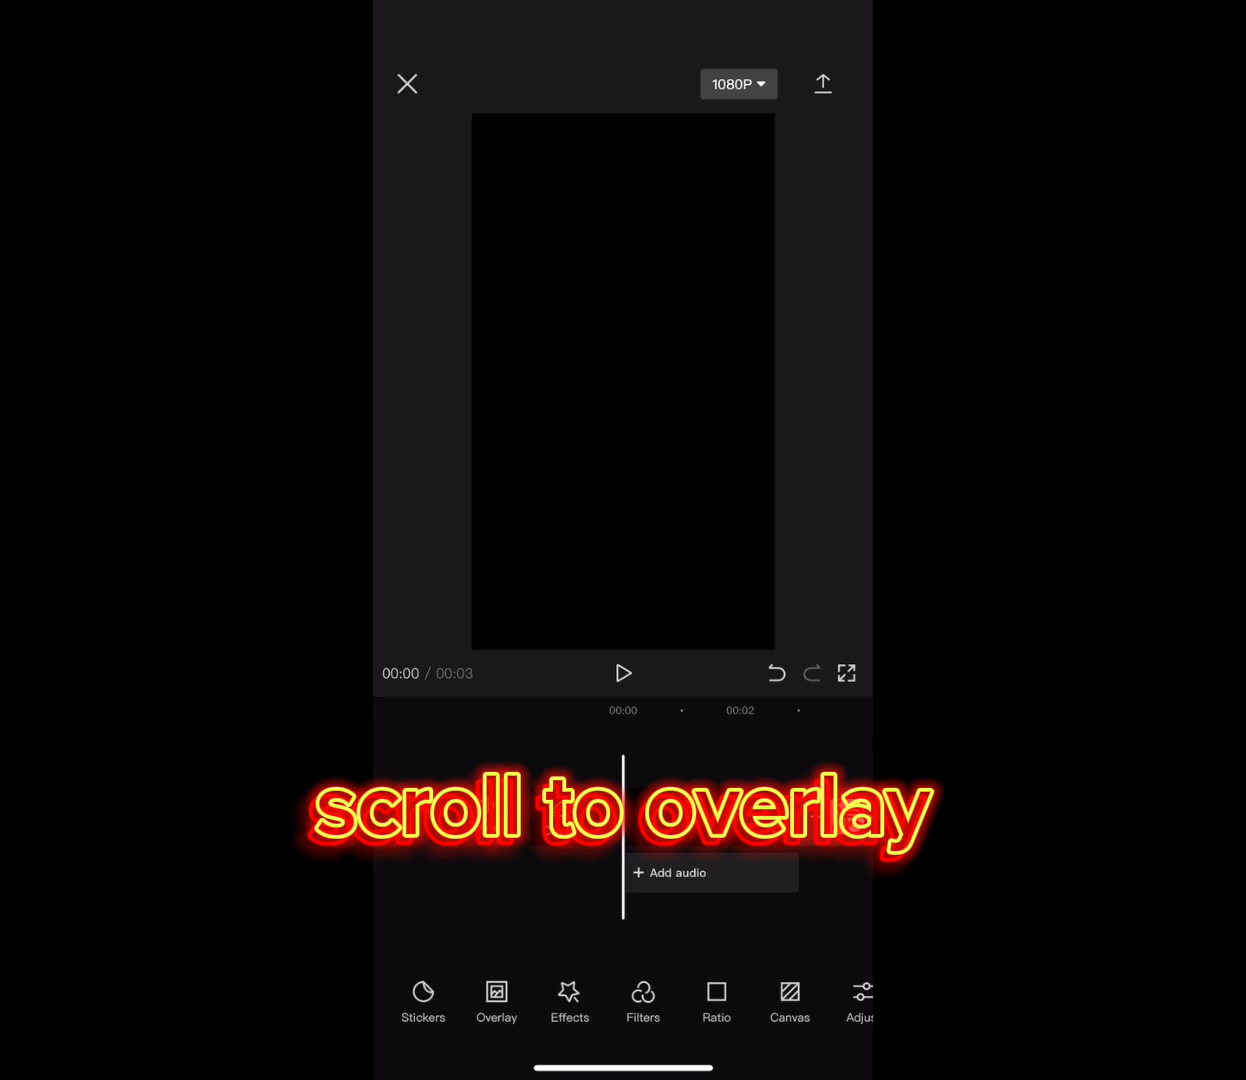 1080P
00:00 / 00:03
00:00 00:02
scroll to overlay
+ Add audio
Stickers Overlay Effects Filters Ratio Canvas Adjus